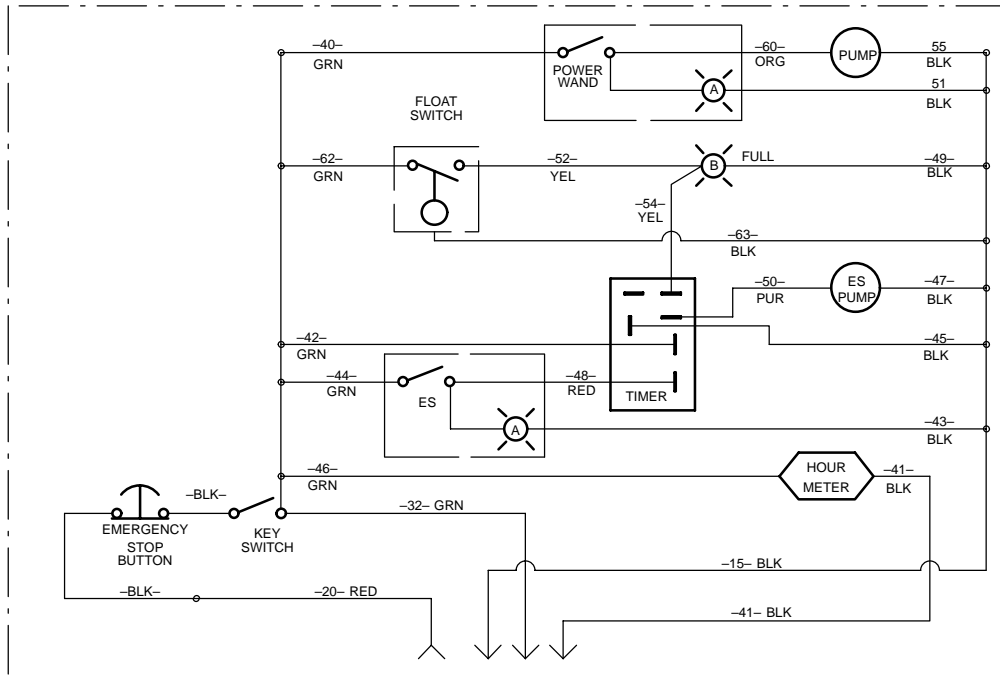 –40–
GRN
POWER
WAND
A
–60–
ORG
PUMP
55
BLK
51
BLK
FLOAT
SWITCH
–62–
GRN
–52–
YEL
B
FULL
–49–
BLK
–54–
YEL
–63–
BLK
–50–
PUR
ES
PUMP
–47–
BLK
–42–
GRN
–45–
BLK
–44–
GRN
ES
–48–
RED
TIMER
A
–43–
BLK
–46–
GRN
HOUR
METER
–41–
BLK
–BLK–
EMERGENCY
STOP
BUTTON
KEY
SWITCH
–32– GRN
–15– BLK
–BLK–
–20– RED
–41– BLK